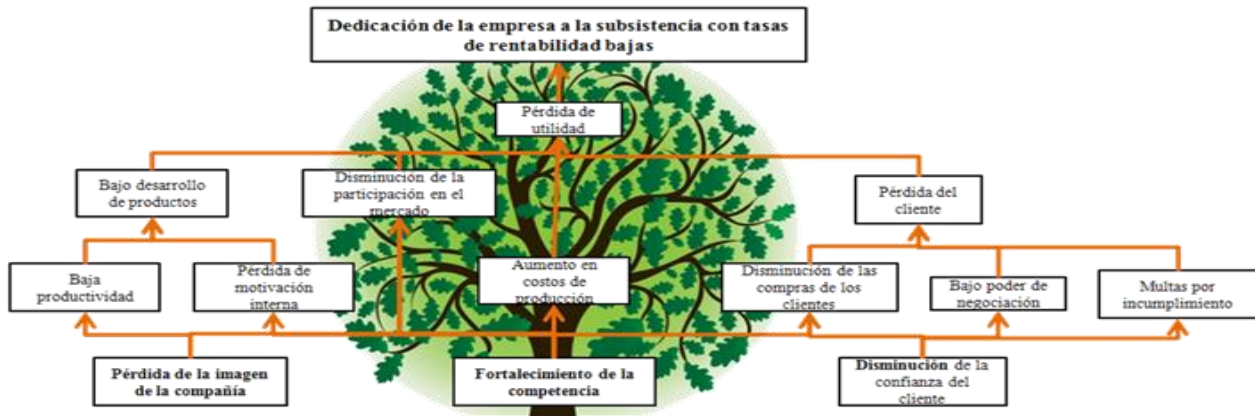 Dedicación de la empresa a la subsistencia con tasas
de rentabilidad bajas
Pérdida de
utilidad
Bajo desarrollo
de productos
Disminución de la
participación en el
mercado
Pérdida del
cliente
Baja
productividad
Pérdida de
motivación
interna
Aumento en
costos de
producción
Disminución de las
compras de los
clientes
Bajo poder de
negociación
Multas por
incumplimiento
Pérdida de la imagen
de la compañía
Fortalecimiento de la
competencia
Disminución de la
confianza del
cliente